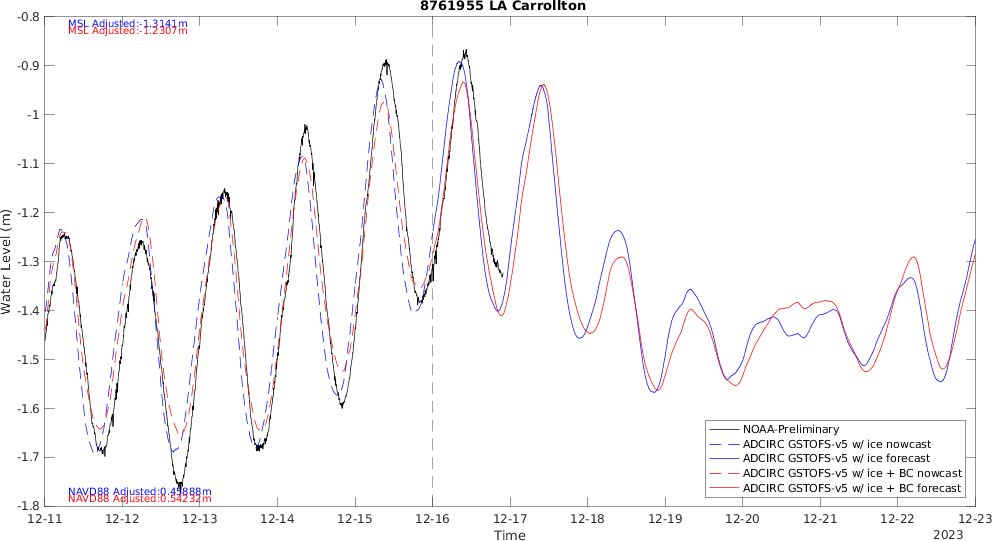 8761955 LA Carrollton
MSL Adjusted:-1.3141m
MSL Adjusted:-1.2307m
-0.8
-0.9
-1
-1.1
-1.2
-1.3
-1.4
-1.5
-1.6
-1.7
-1.8
Water Level (m)
NOAA-Preliminary
ADCIRC GSTOFS-v5 w/ ice nowcast
ADCIRC GSTOFS-v5 w/ ice forecast
ADCIRC GSTOFS-v5 w/ ice + BC nowcast
ADCIRC GSTOFS-v5 w/ ice + BC forecast
NAVD88 Adjusted:0.45888m
NAVD88 Adjusted:0.54232m
12-11 12-12 12-13 12-14 12-15 12-16 12-17 12-18 12-19 12-20 12-21 12-22 12-23
Time
2023